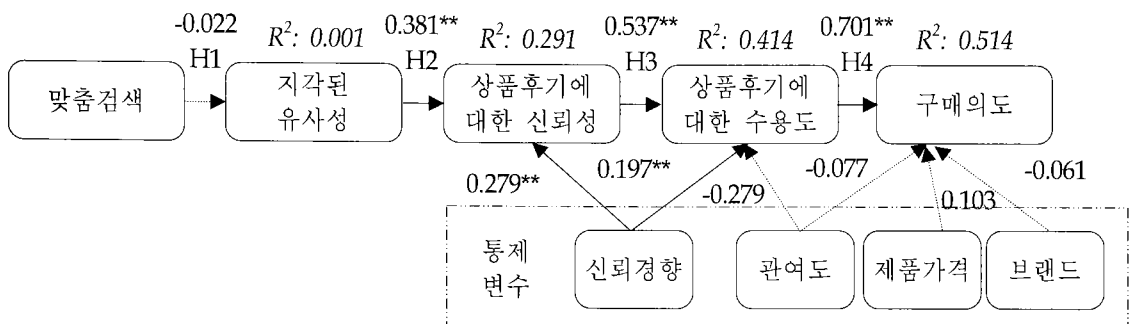 -0.022
R²: 0.001
0.381**
R²: 0.291
0.537**
R²: 0.414
0.701**
R²: 0.514
H1
H2
H3
H4
맞춤검색
지각된
유사성
상품후기에
대한 신뢰성
상품후기에
대한 수용도
구매의도
0.279**
0.197**
-0.279
-0.077
0.103
-0.061
통제
변수
신뢰경향
관여도
제품가격
브랜드